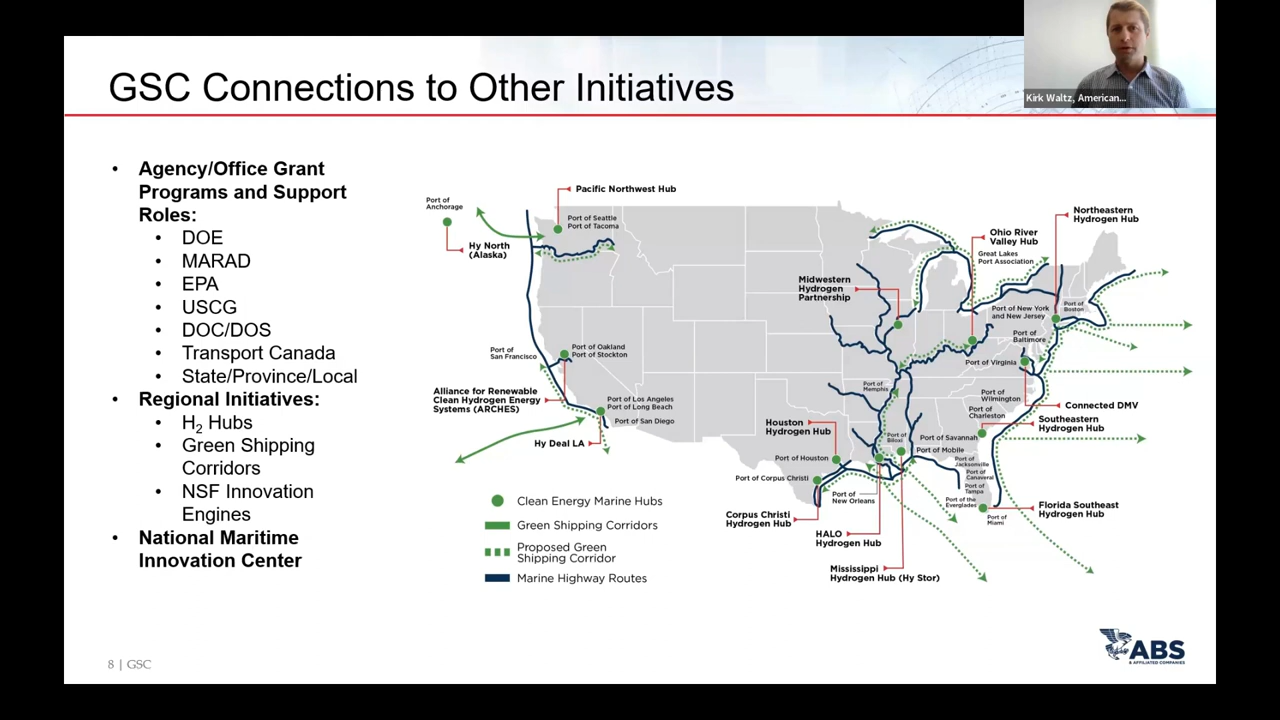 GSC Connections to Other Initiatives
Kirk Waltz, American...
• Agency/Office Grant
Programs and Support
Roles:
• DOE
• MARAD
• EPA
• USCG
• DOC/DOS
• Transport Canada
• State/Province/Local
• Regional Initiatives:
• H₂ Hubs
• Green Shipping
Corridors
• NSF Innovation
Engines
• National Maritime
Innovation Center
Port of
Anchorage
Hy North
(Alaska)
Pacific Northwest Hub
Port of Seattle
Port of Tacoma
Port of
San Francisco
Port of Oakland
Port of Stockton
Alliance for Renewable
Clean Hydrogen Energy
Systems (ARCHES)
Port of Los Angeles
Port of Long Beach
Port of San Diego
Hy Deal LA
Midwestern
Hydrogen
Partnership
Ohio River
Valley Hub
Great Lakes
Port Association
Northeastern
Hydrogen Hub
Port of New York
and New Jersey
Port of
Boston
Port of
Baltimore
Port of Virginia
Connected DMV
Port of
Memphis
Port of
Wilmington
Port of
Charleston
Southeastern
Hydrogen Hub
Houston
Hydrogen Hub
Port of Houston
Port of
Biloxi
Port of Savannah
Port of Mobile
Port of
Jacksonville
Port of
Canaveral
Port of
Tampa
Port of the
Everglades
Port of
Miami
Florida Southeast
Hydrogen Hub
Port of Corpus Christi
Port of
New Orleans
Corpus Christi
Hydrogen Hub
HALO
Hydrogen Hub
Mississippi
Hydrogen Hub (Hy Stor)
Clean Energy Marine Hubs
Green Shipping Corridors
Proposed Green
Shipping Corridor
Marine Highway Routes
8 | GSC
ABS
& AFFILIATED COMPANIES